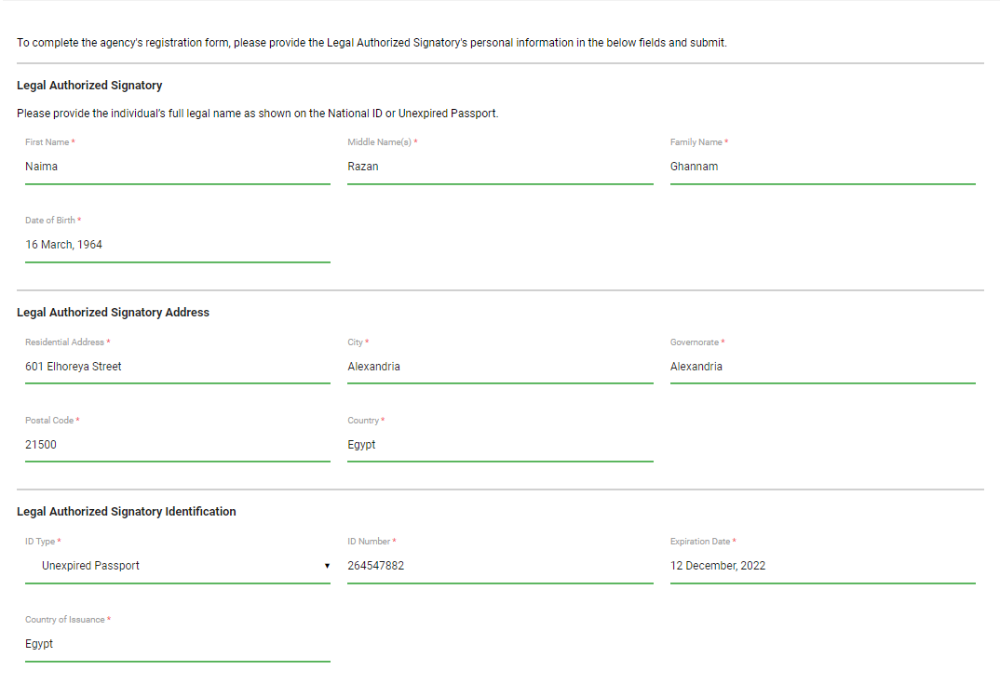 To complete the agency's registration form, please provide the Legal Authorized Signatory's personal information in the below fields and submit.
Legal Authorized Signatory
Please provide the individual's full legal name as shown on the National ID or Unexpired Passport.
First Name * Middle Name(s) * Family Name *
Naima Razan Ghannam
Date of Birth *
16 March, 1964
Legal Authorized Signatory Address
Residential Address * City * Governorate *
601 Elhoreya Street Alexandria Alexandria
Postal Code * Country *
21500 Egypt
Legal Authorized Signatory Identification
ID Type * ID Number * Expiration Date *
Unexpired Passport 264547882 12 December, 2022
Country of Issuance *
Egypt